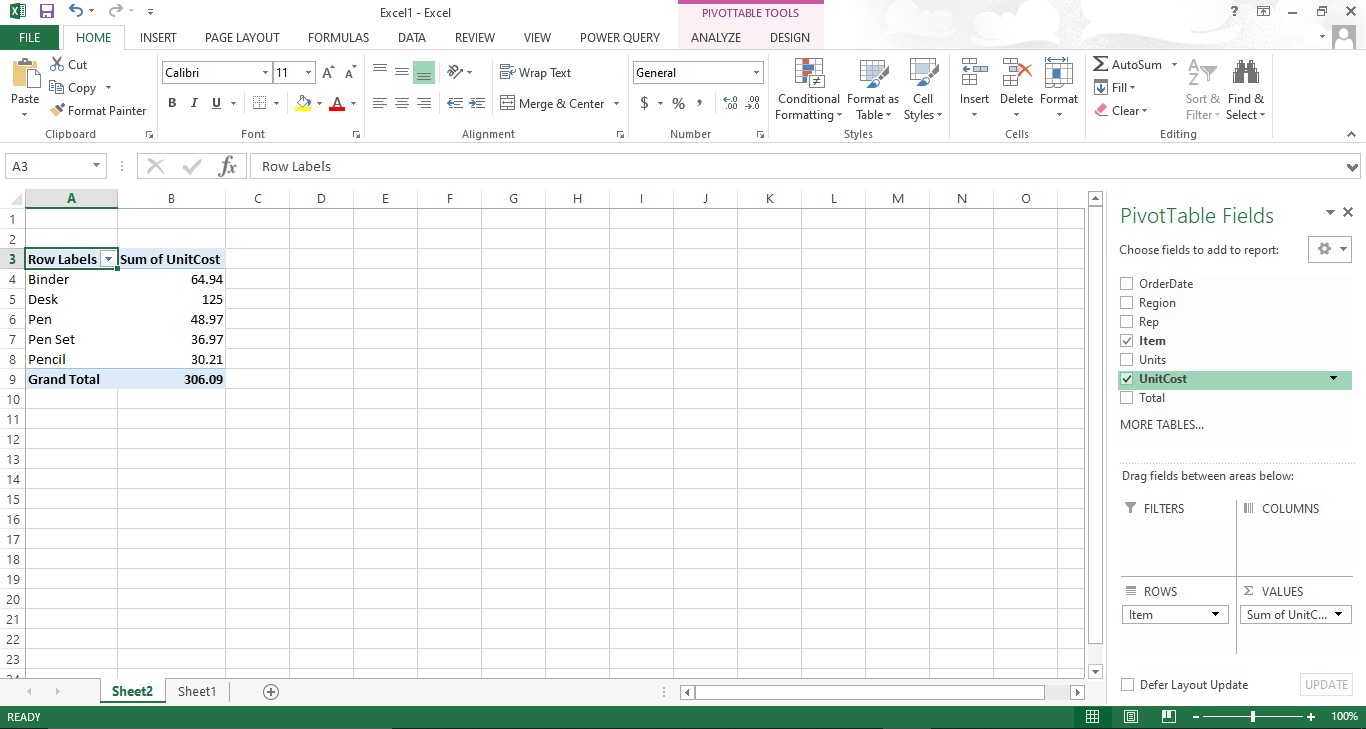 Excel1 - Excel
PIVOTTABLE TOOLS
?
FILE HOME INSERT PAGE LAYOUT FORMULAS DATA REVIEW VIEW POWER QUERY ANALYZE DESIGN
Paste
Cut
Copy
Format Painter
Clipboard
Calibri 11
B I U
Font
Wrap Text
Merge & Center
Alignment
General
$ % ,
Number
Conditional Formatting
Format as Table
Cell Styles
Styles
Insert Delete Format
Cells
AutoSum
Fill
Clear
Sort & Filter
Find & Select
Editing
A3 fx Row Labels
A B C D E F G H I J K L M N O
1
2
3 Row Labels Sum of UnitCost
4 Binder 64.94
5 Desk 125
6 Pen 48.97
7 Pen Set 36.97
8 Pencil 30.21
9 Grand Total 306.09
10
11
12
13
14
15
16
17
18
19
20
21
22
23
24
PivotTable Fields
Choose fields to add to report:
OrderDate
Region
Rep
Item
Units
UnitCost
Total
MORE TABLES...
Drag fields between areas below:
FILTERS COLUMNS
ROWS Σ VALUES
Item Sum of UnitC...
Defer Layout Update UPDATE
Sheet2 Sheet1
READY 100%